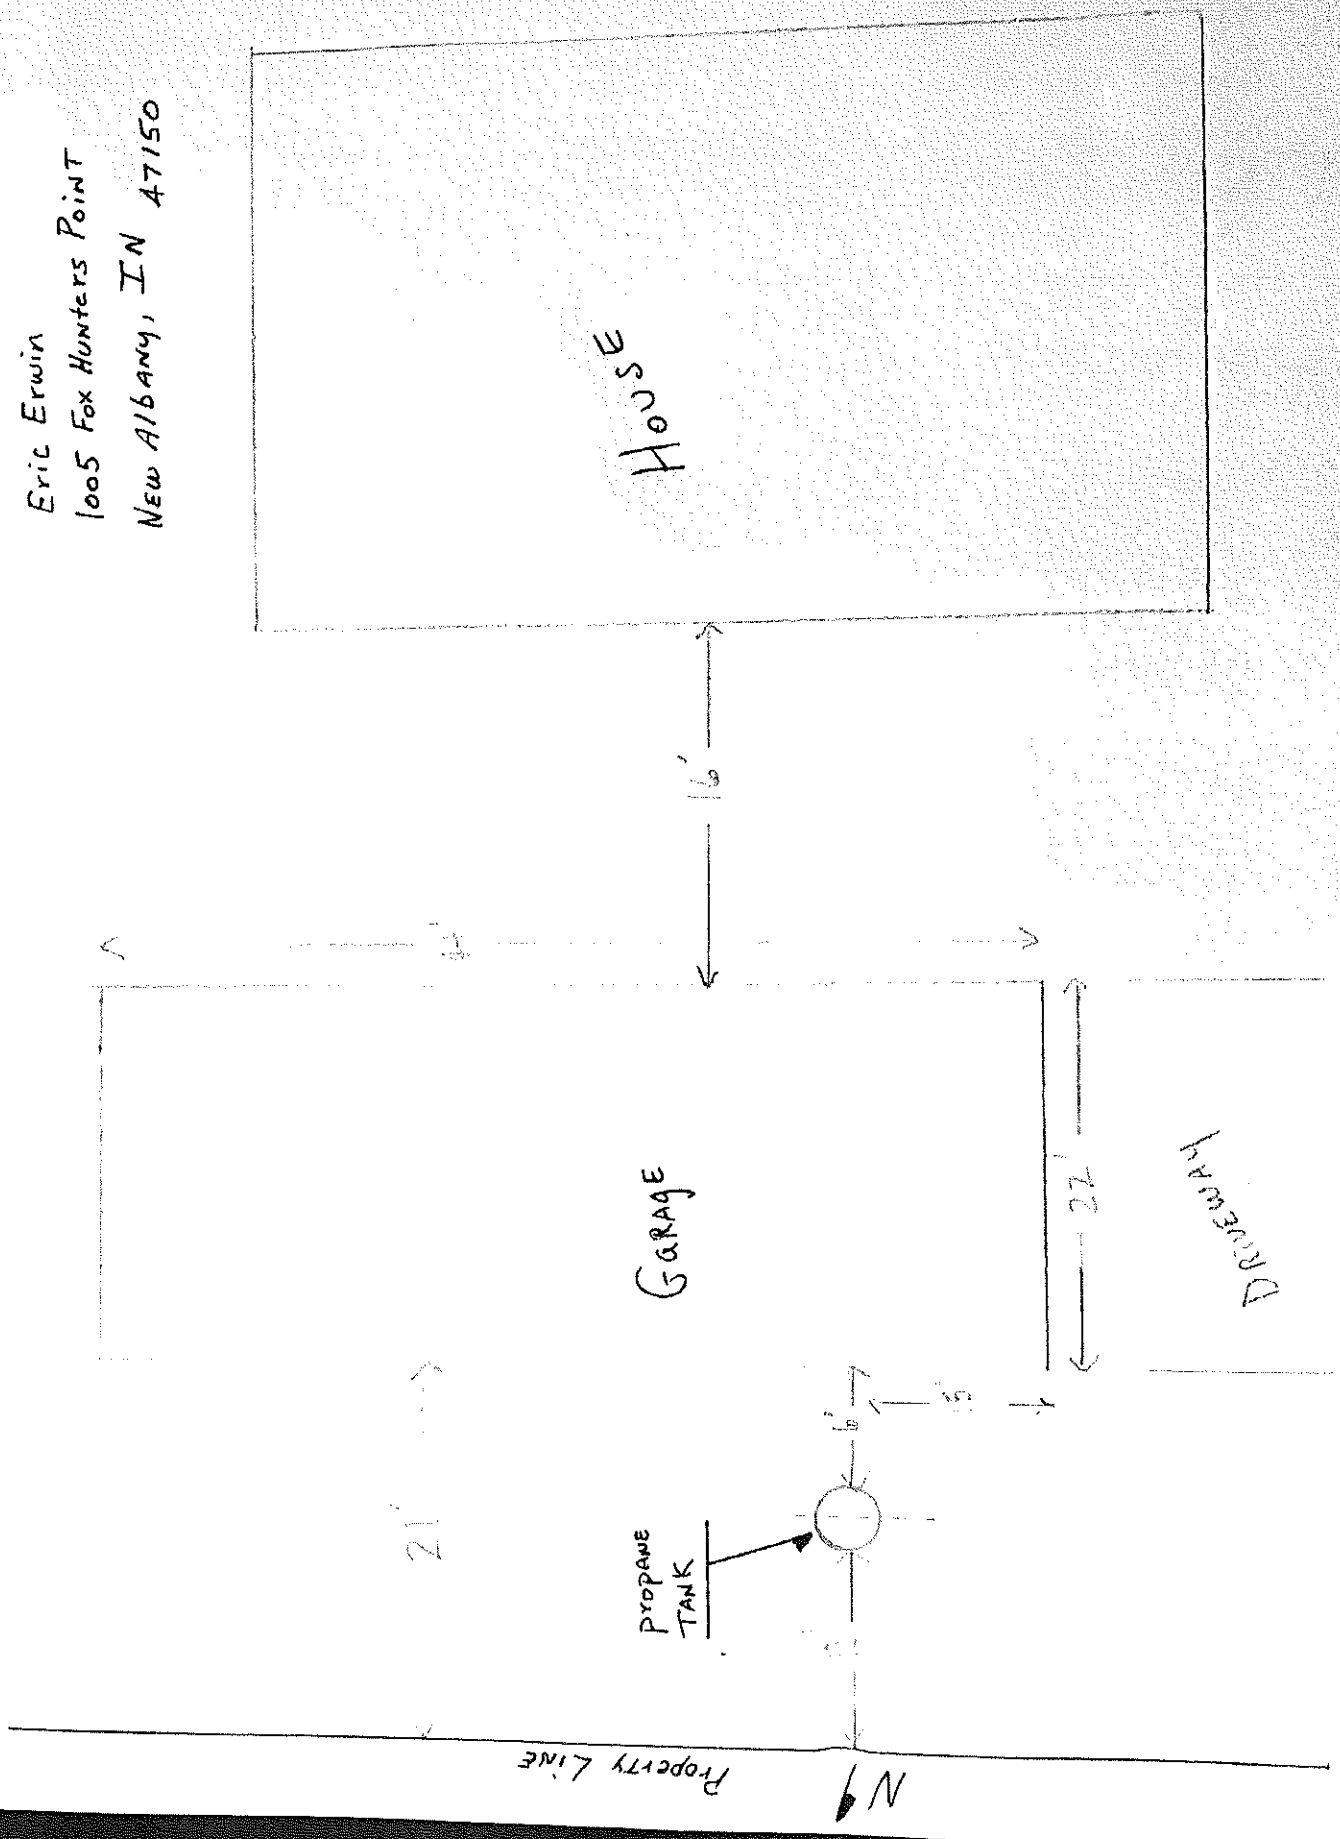 Eric Erwin
1005 Fox Hunters Point
New Albany, IN 47150
House
16'
Garage
22'
Driveway
21'
6'
propane
Tank
Property Line
N